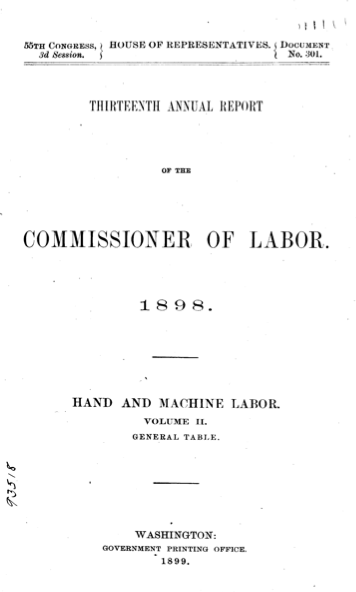 55TH CONGRESS, } HOUSE OF REPRESENTATIVES. { DOCUMENT
3d Session. } { No. 301.
THIRTEENTH ANNUAL REPORT
OF THE
COMMISSIONER OF LABOR.
1898.
HAND AND MACHINE LABOR.
VOLUME II.
GENERAL TABLE.
93518
WASHINGTON:
GOVERNMENT PRINTING OFFICE.
1899.